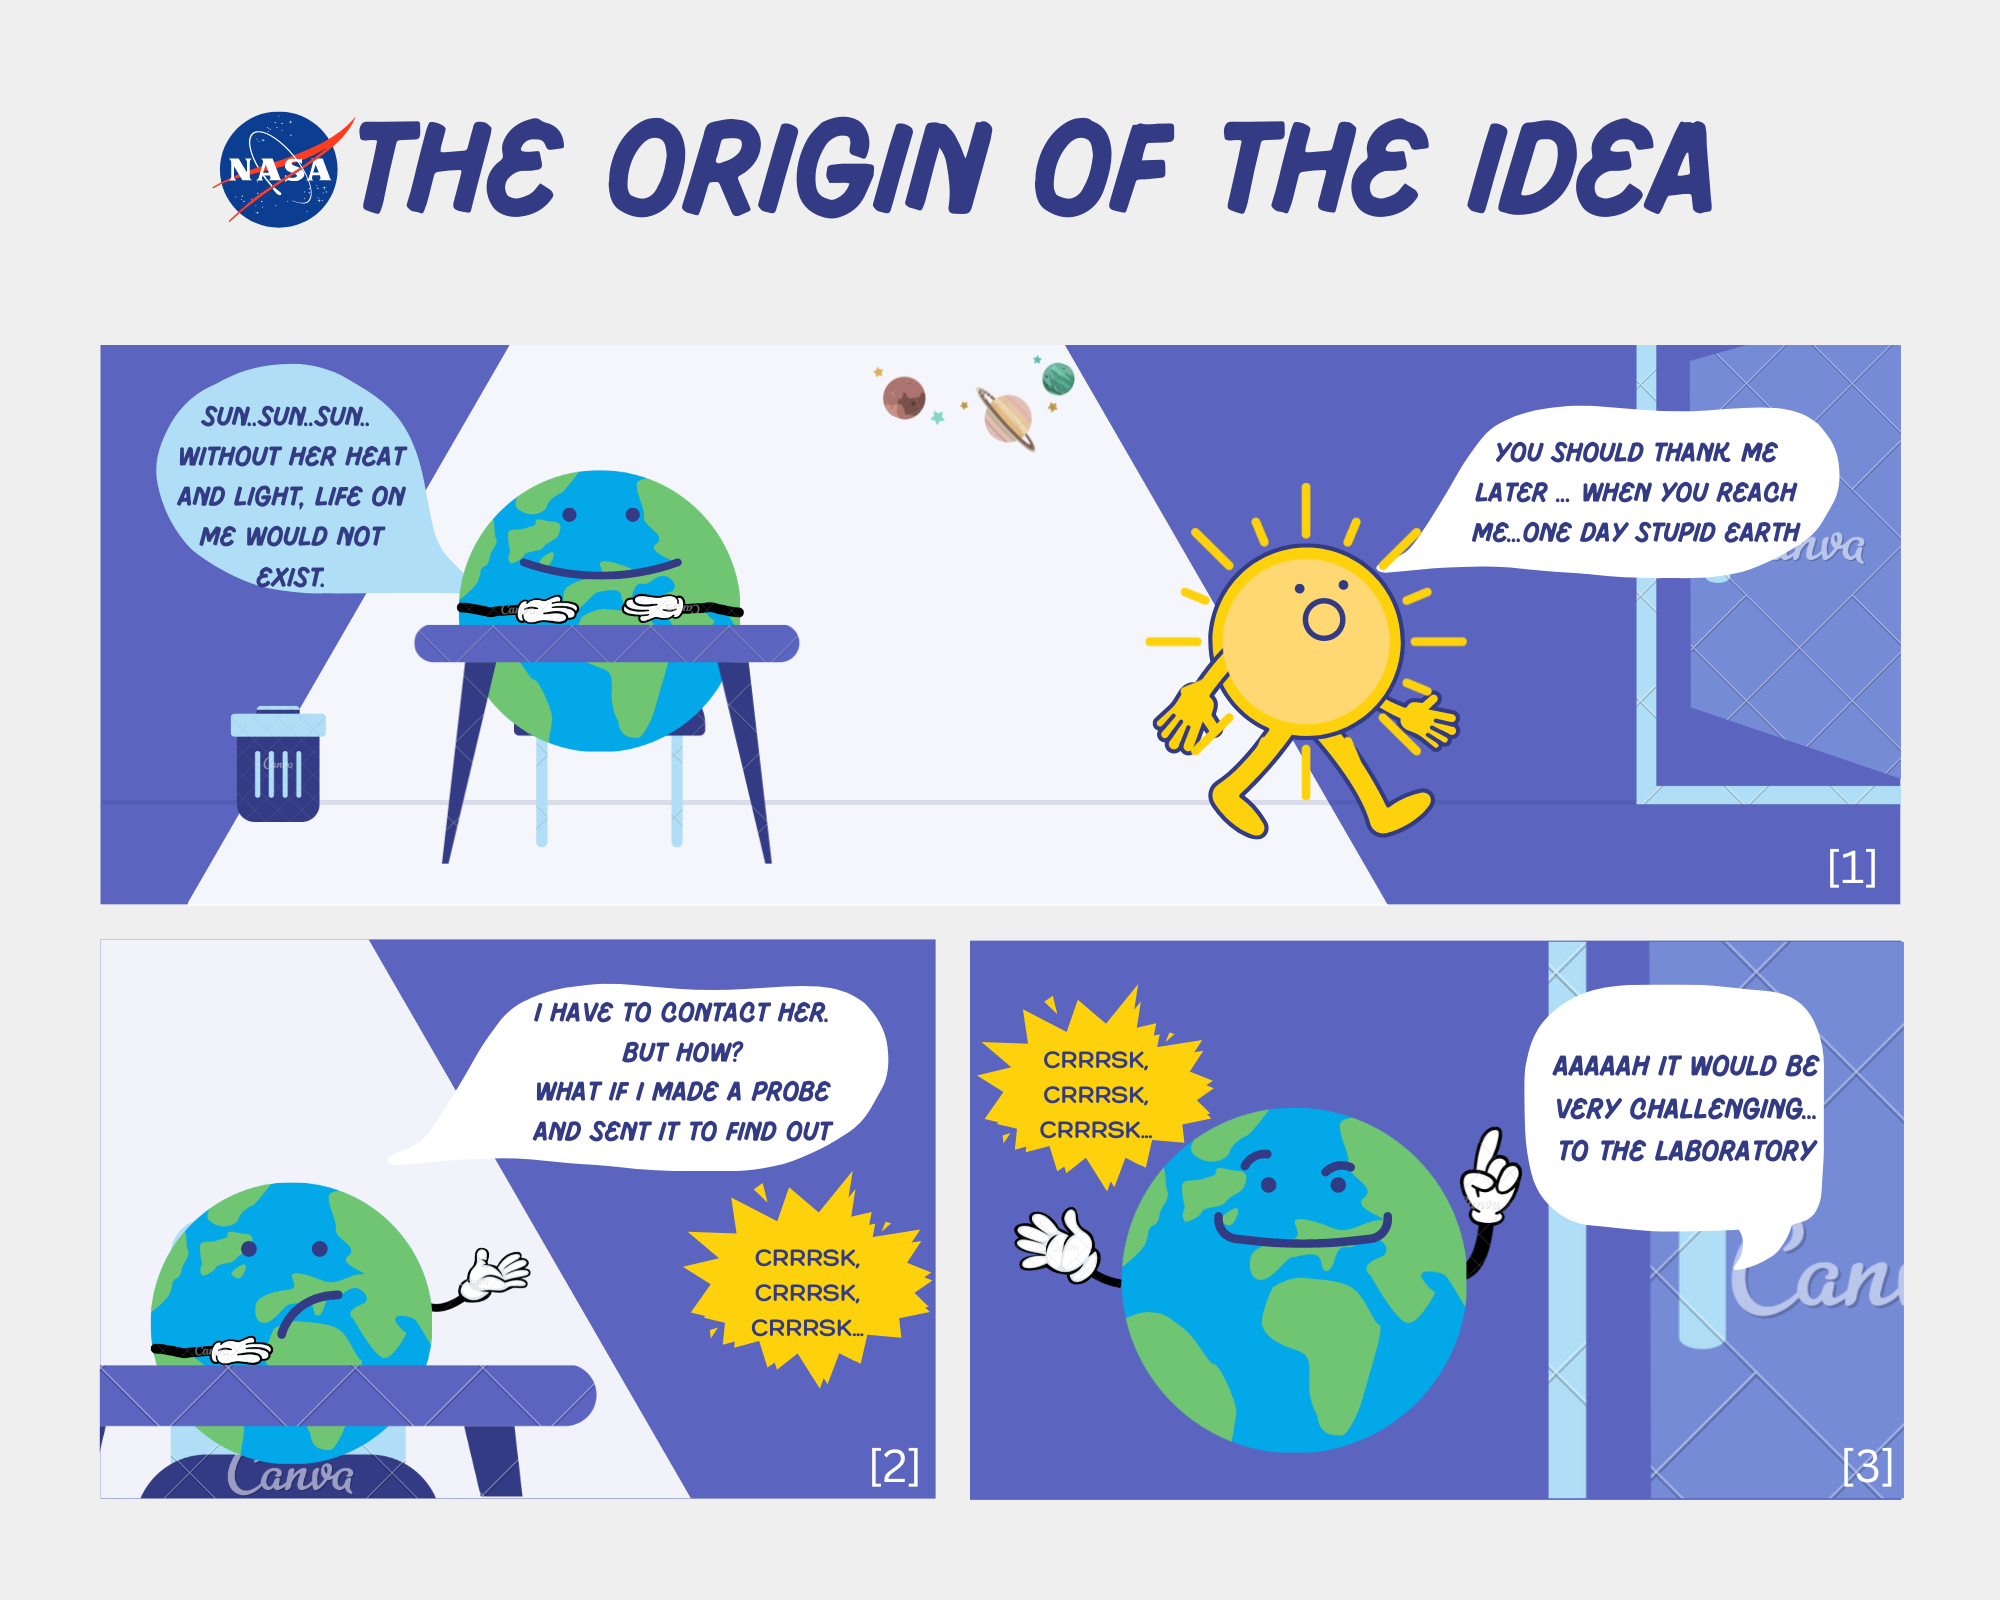 NASA
THE ORIGIN OF THE IDEA
SUN..SUN..SUN..
WITHOUT HER HEAT
AND LIGHT, LIFE ON
ME WOULD NOT
EXIST.
YOU SHOULD THANK ME
LATER ... WHEN YOU REACH
ME...ONE DAY STUPID EARTH
Canva
[1]
I HAVE TO CONTACT HER.
BUT HOW?
WHAT IF I MADE A PROBE
AND SENT IT TO FIND OUT
CRRRSK,
CRRRSK,
CRRRSK...
Canva
[2]
CRRRSK,
CRRRSK,
CRRRSK...
AAAAAH IT WOULD BE
VERY CHALLENGING...
TO THE LABORATORY
[3]